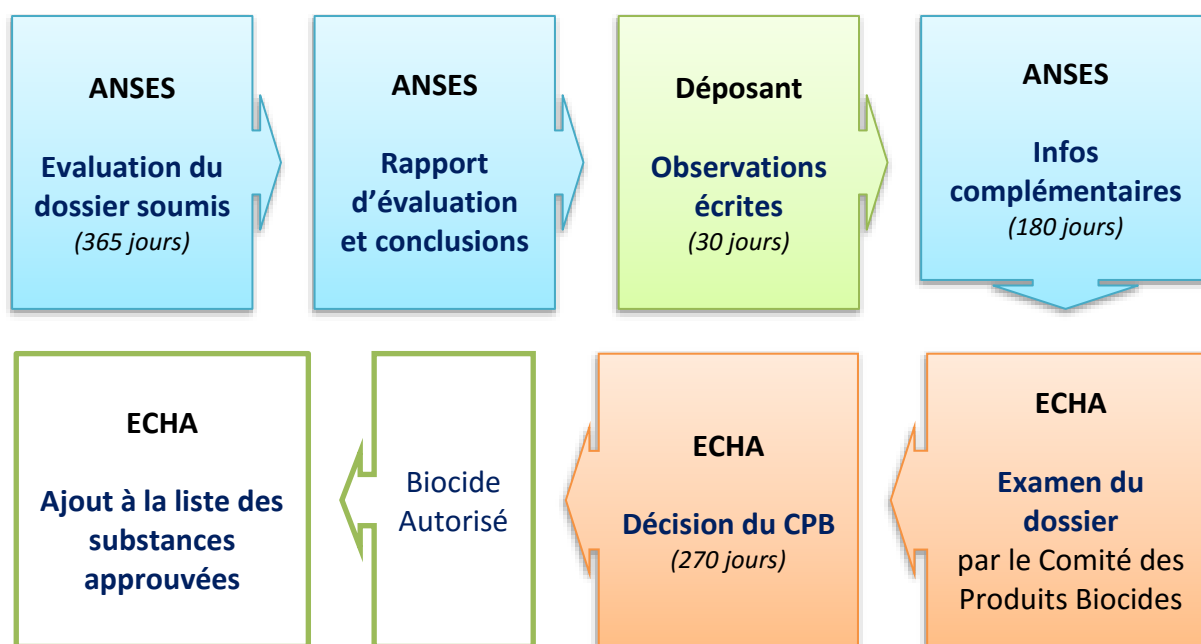 ANSES
Evaluation du
dossier soumis
(365 jours)
ANSES
Rapport
d’évaluation
et conclusions
Déposant
Observations
écrites
(30 jours)
ANSES
Infos
complémentaires
(180 jours)
ECHA
Examen du
dossier
par le Comité des
Produits Biocides
ECHA
Décision du CPB
(270 jours)
Biocide
Autorisé
ECHA
Ajout à la liste des
substances
approuvées